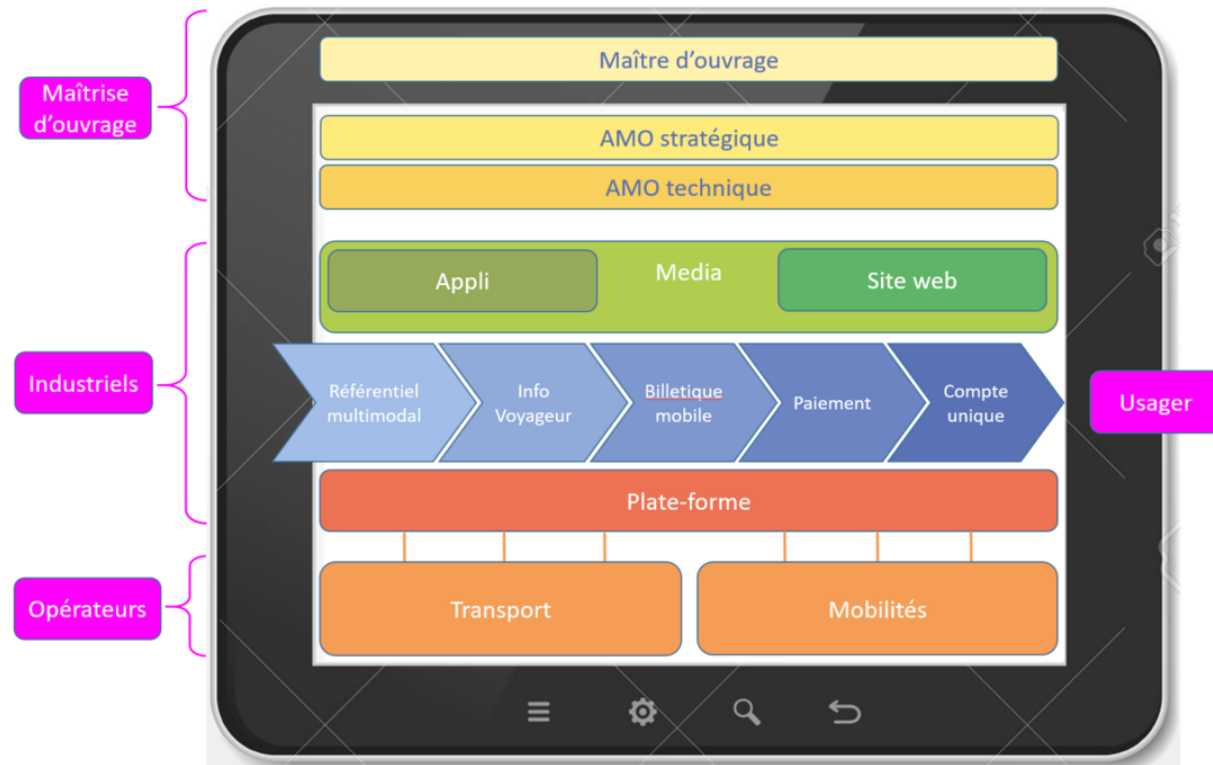 Maître d'ouvrage
Maîtrise
d'ouvrage
AMO stratégique
AMO technique
Appli
Media
Site web
Industriels
Référentiel
multimodal
Info
Voyageur
Billetique
mobile
Paiement
Compte
unique
Usager
Plate-forme
Opérateurs
Transport
Mobilités